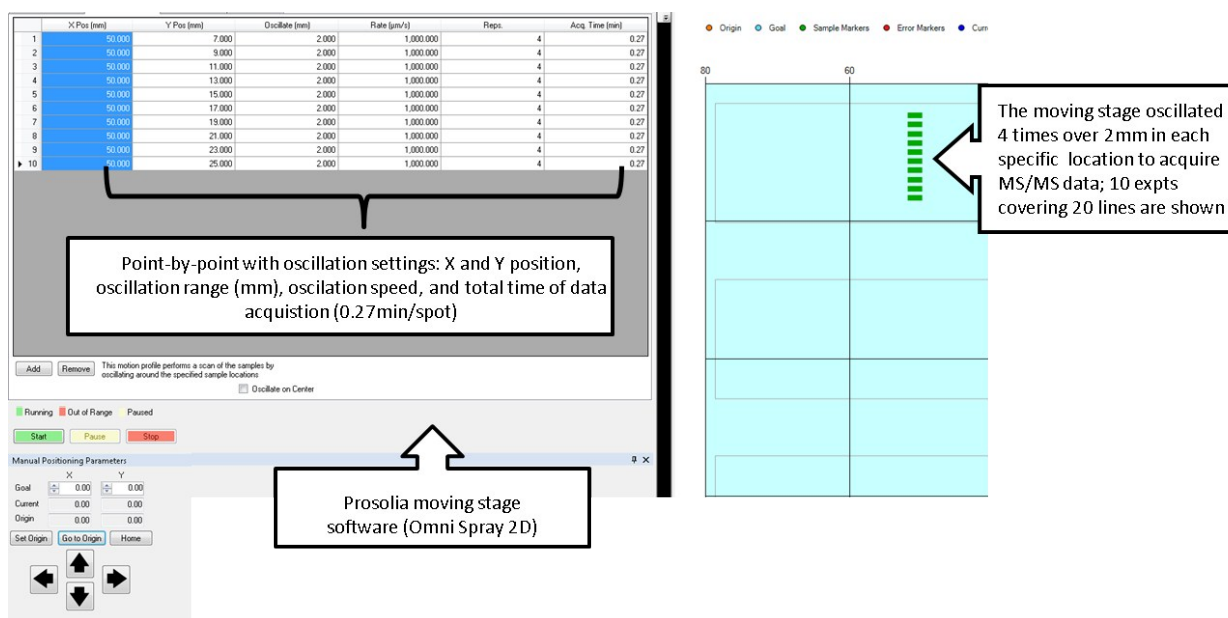 X Pos (mm) Y Pos (mm) Oscillate (mm) Rate (µm/s) Reps. Acq. Time (min)
1 50.000 7.000 2.000 1,000.000 4 0.27
2 50.000 9.000 2.000 1,000.000 4 0.27
3 50.000 11.000 2.000 1,000.000 4 0.27
4 50.000 13.000 2.000 1,000.000 4 0.27
5 50.000 15.000 2.000 1,000.000 4 0.27
6 50.000 17.000 2.000 1,000.000 4 0.27
7 50.000 19.000 2.000 1,000.000 4 0.27
8 50.000 21.000 2.000 1,000.000 4 0.27
9 50.000 23.000 2.000 1,000.000 4 0.27
10 50.000 25.000 2.000 1,000.000 4 0.27
Point-by-point with oscillation settings: X and Y position,
oscillation range (mm), oscilation speed, and total time of data
acquistion (0.27min/spot)
Add Remove This motion profile performs a scan of the samples by
oscillating around the specified sample locations
Oscillate on Center
Running Out of Range Paused
Start Pause Stop
Manual Positioning Parameters
X Y
Goal 0.00 0.00
Current 0.00 0.00
Origin 0.00 0.00
Set Origin Go to Origin Home
Prosolia moving stage
software (Omni Spray 2D)
Origin Goal Sample Markers Error Markers Curr
80 60
The moving stage oscillated
4 times over 2mm in each
specific location to acquire
MS/MS data; 10 expts
covering 20 lines are shown